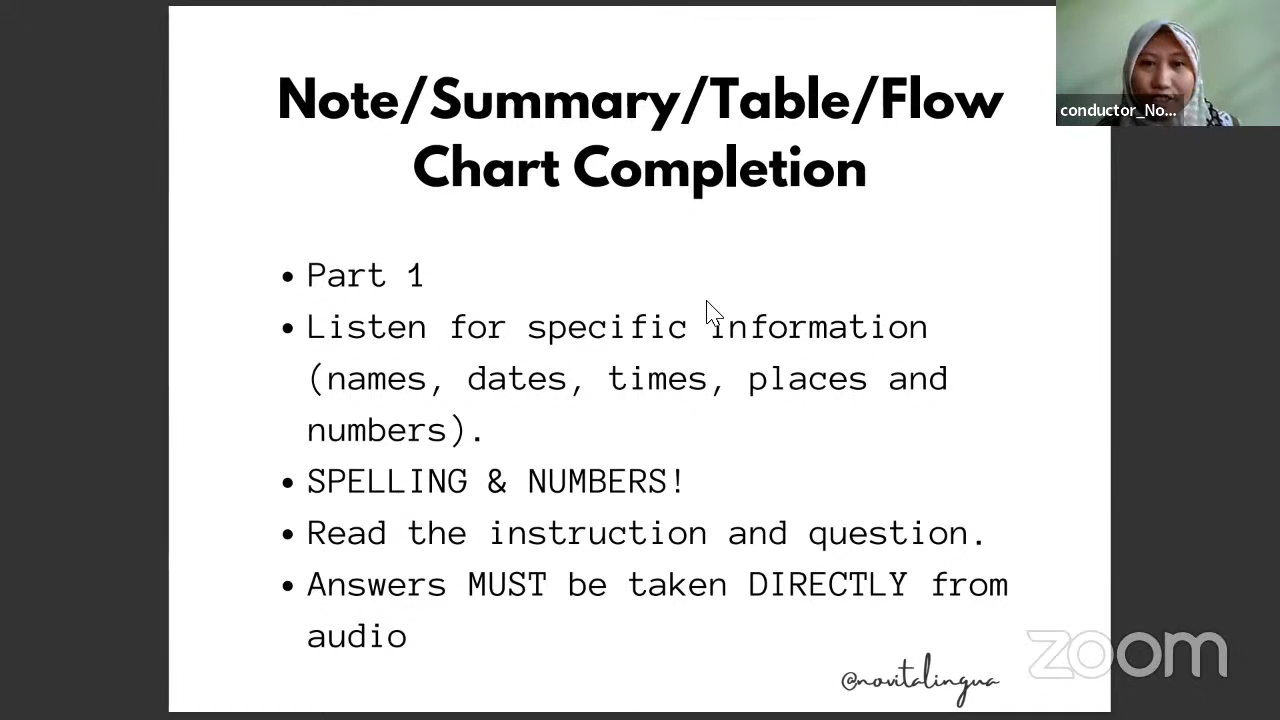 Note/Summary/Table/Flow
Chart Completion
• Part 1
• Listen for specific information
(names, dates, times, places and
numbers).
• SPELLING & NUMBERS!
• Read the instruction and question.
• Answers MUST be taken DIRECTLY from
audio
@novitalingua
conductor_No...
zoom